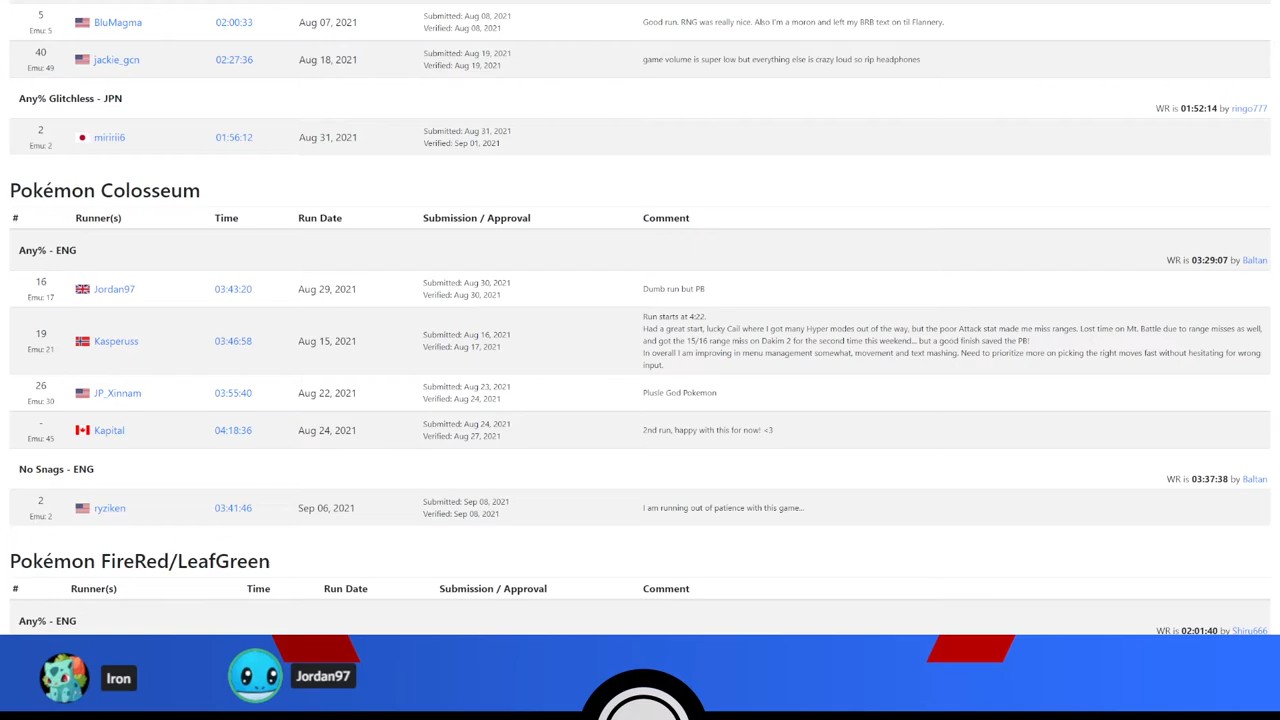 5 BluMagma 02:00:33 Aug 07, 2021 Submitted: Aug 08, 2021 Good run. RNG was really nice. Also I'm a moron and left my BRB text on til Flannery.
Emu: 5 Verified: Aug 08, 2021
40 jackie_gcn 02:27:36 Aug 18, 2021 Submitted: Aug 19, 2021 game volume is super low but everything else is crazy loud so rip headphones
Emu: 49 Verified: Aug 19, 2021
Any% Glitchless - JPN
WR is 01:52:14 by ringo777
2 miririi6 01:56:12 Aug 31, 2021 Submitted: Aug 31, 2021
Emu: 2 Verified: Sep 01, 2021
Pokémon Colosseum
# Runner(s) Time Run Date Submission / Approval Comment
Any% - ENG
WR is 03:29:07 by Baltan
16 Jordan97 03:43:20 Aug 29, 2021 Submitted: Aug 30, 2021 Dumb run but PB
Emu: 17 Verified: Aug 30, 2021
Run starts at 4:22.
Had a great start, lucky Cail where I got many Hyper modes out of the way, but the poor Attack stat made me miss ranges. Lost time on Mt. Battle due to range misses as well,
19 Kasperuss 03:46:58 Aug 15, 2021 Submitted: Aug 16, 2021 and got the 15/16 range miss on Dakim 2 for the second time this weekend... but a good finish saved the PB!
Emu: 21 Verified: Aug 17, 2021 In overall I am improving in menu management somewhat, movement and text mashing. Need to prioritize more on picking the right moves fast without hesitating for wrong
input.
26 JP_Xinnam 03:55:40 Aug 22, 2021 Submitted: Aug 23, 2021 Plusle God Pokemon
Emu: 30 Verified: Aug 24, 2021
- Kapital 04:18:36 Aug 24, 2021 Submitted: Aug 24, 2021 2nd run, happy with this for now! <3
Emu: 45 Verified: Aug 27, 2021
No Snags - ENG
WR is 03:37:38 by Baltan
2 ryziken 03:41:46 Sep 06, 2021 Submitted: Sep 08, 2021 I am running out of patience with this game...
Emu: 2 Verified: Sep 08, 2021
Pokémon FireRed/LeafGreen
# Runner(s) Time Run Date Submission / Approval Comment
Any% - ENG
WR is 02:01:40 by Shiru666
Iron Jordan97